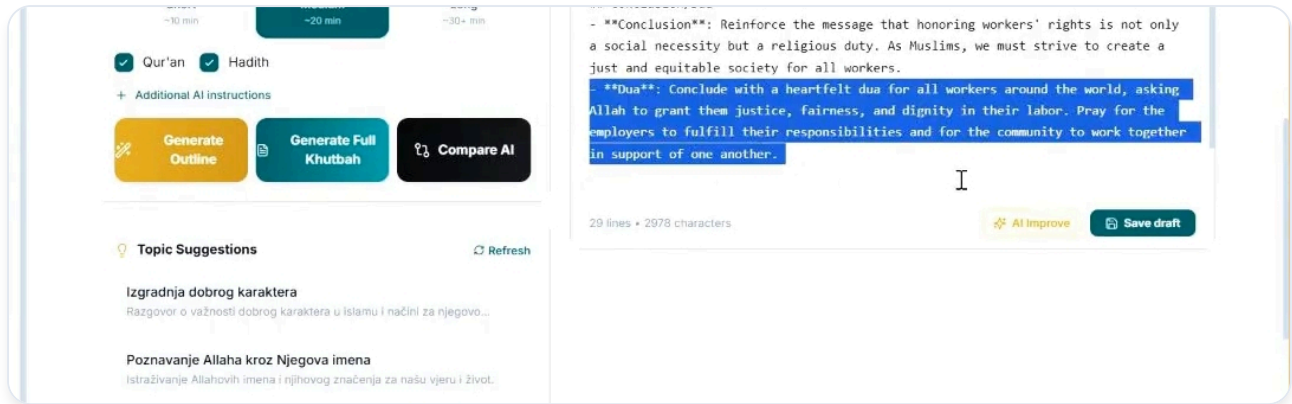 Medium
~10 min
~20 min
~30+ min
Qur'an
Hadith
+ Additional AI instructions
Generate
Outline
Generate Full
Khutbah
Compare AI
Topic Suggestions
Refresh
Izgradnja dobrog karaktera
Razgovor o važnosti dobrog karaktera u islamu i načini za njegovo...
Poznavanje Allaha kroz Njegova imena
Istraživanje Allahovih imena i njihovog značenja za našu vjeru i život.
- **Conclusion**: Reinforce the message that honoring workers' rights is not only
a social necessity but a religious duty. As Muslims, we must strive to create a
just and equitable society for all workers.
- **Dua**: Conclude with a heartfelt dua for all workers around the world, asking
Allah to grant them justice, fairness, and dignity in their labor. Pray for the
employers to fulfill their responsibilities and for the community to work together
in support of one another.
29 lines • 2978 characters
AI Improve
Save draft